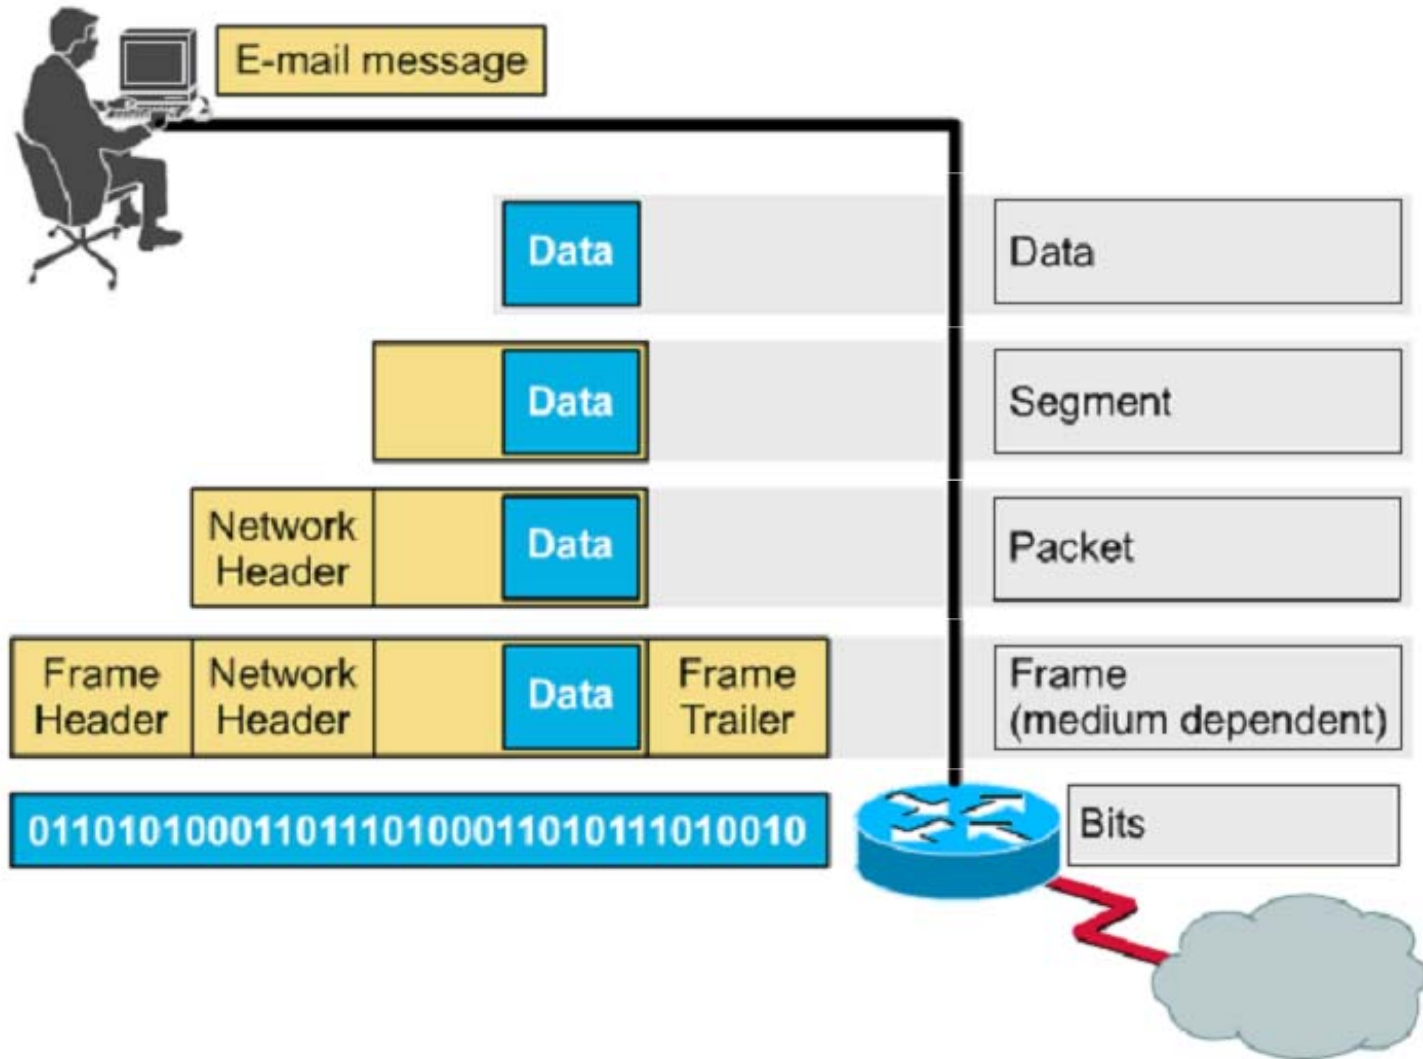 E-mail message
Data
Data
Data
Segment
Network
Header
Data
Packet
Frame
Header
Network
Header
Data
Frame
Trailer
Frame
(medium dependent)
01101010001101110100011010111010010
Bits